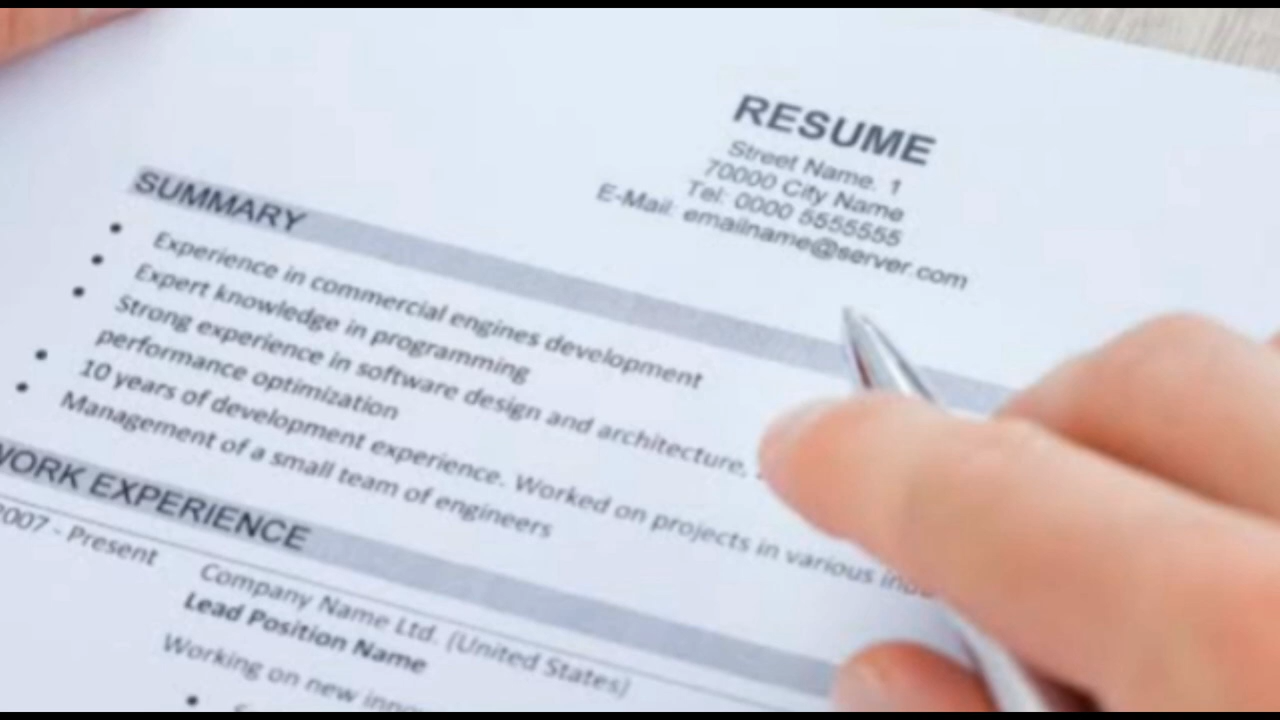 RESUME
Street Name. 1
70000 City Name
Tel: 0000 5555555
E-Mail: emailname@server.com
SUMMARY
• Experience in commercial engines development
• Expert knowledge in programming
• Strong experience in software design and architecture,
performance optimization
• 10 years of development experience. Worked on projects in various
• Management of a small team of engineers
WORK EXPERIENCE
2007 - Present
Company Name Ltd. (United States)
Lead Position Name
Working on new